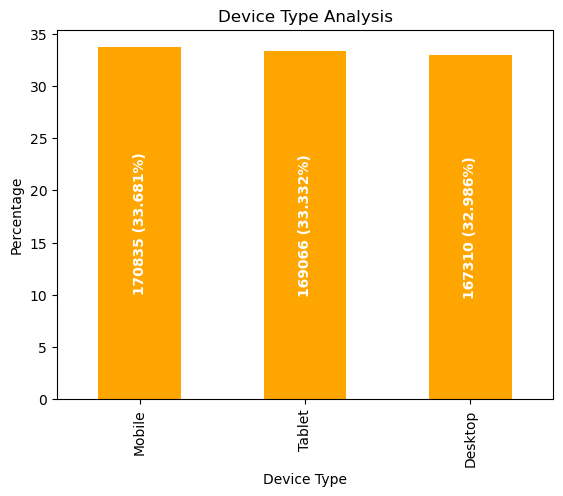 Device Type Analysis
Percentage
35
30
25
20
15
10
5
0
170835 (33.681%)
169066 (33.332%)
167310 (32.986%)
Mobile
Tablet
Desktop
Device Type